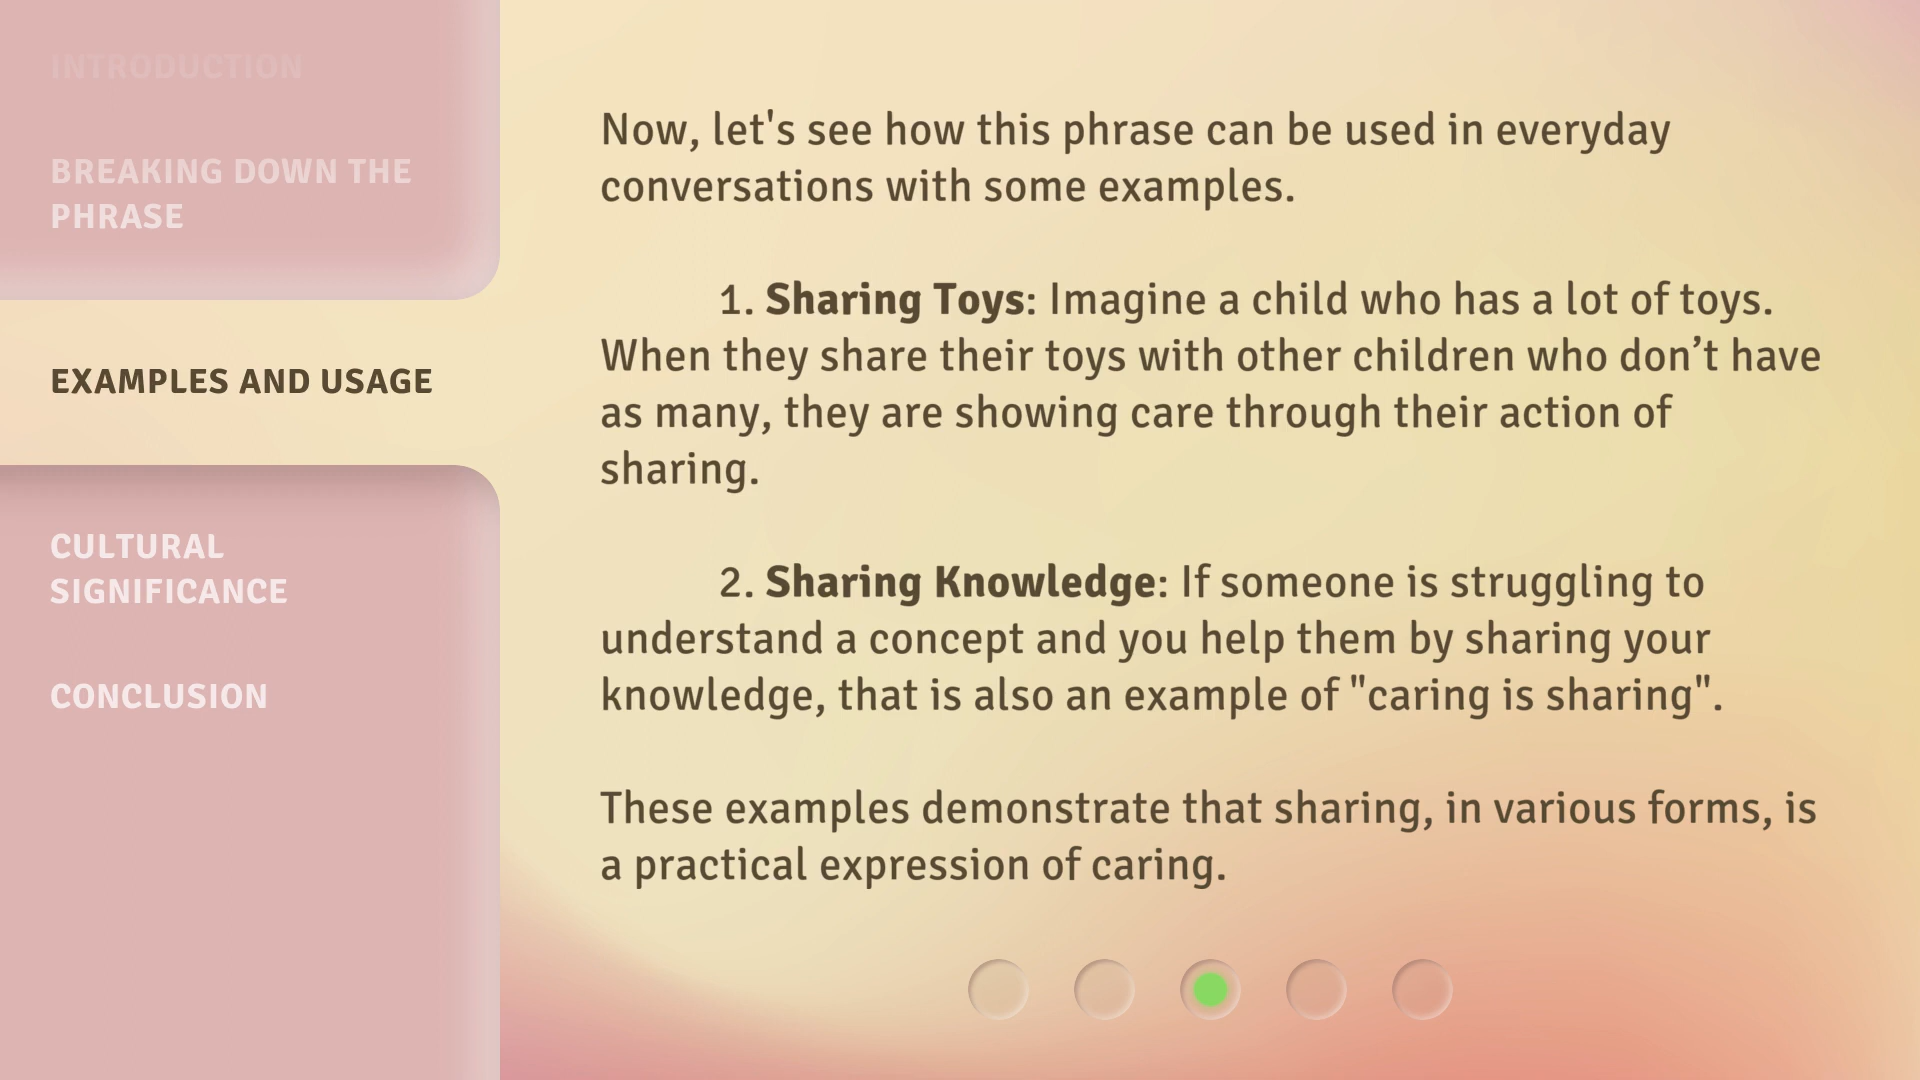 INTRODUCTION
BREAKING DOWN THE
PHRASE
EXAMPLES AND USAGE
CULTURAL
SIGNIFICANCE
CONCLUSION
Now, let's see how this phrase can be used in everyday
conversations with some examples.
1. Sharing Toys: Imagine a child who has a lot of toys.
When they share their toys with other children who don’t have
as many, they are showing care through their action of
sharing.
2. Sharing Knowledge: If someone is struggling to
understand a concept and you help them by sharing your
knowledge, that is also an example of "caring is sharing".
These examples demonstrate that sharing, in various forms, is
a practical expression of caring.